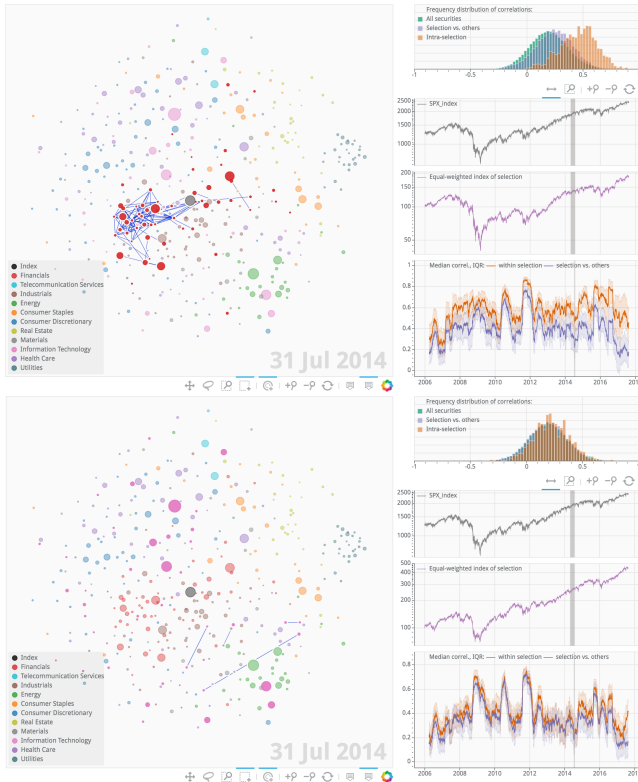 Frequency distribution of correlations:
All securities
Selection vs. others
Intra-selection
-0.5
0
0.5
2500
2000
1000
SPX_index
200
150
100
50
Equal-weighted index of selection
Median correl., IQR: within selection selection vs. others
1
0.8
0.6
0.4
0.2
0
2006
2008
2010
2012
2014
2016
Index
Financials
Telecommunication Services
Industrials
Energy
Consumer Staples
Consumer Discretionary
Real Estate
Materials
Information Technology
Health Care
Utilities
31 Jul 2014
Frequency distribution of correlations:
All securities
Selection vs. others
Intra-selection
-0.5
0
0.5
2500
2000
1000
SPX_index
500
400
300
200
100
Equal-weighted index of selection
Median correl., IQR: within selection selection vs. others
0.8
0.6
0.4
0.2
0
2006
2008
2010
2012
2014
2016
Index
Financials
Telecommunication Services
Industrials
Energy
Consumer Staples
Consumer Discretionary
Real Estate
Materials
Information Technology
Health Care
Utilities
31 Jul 2014